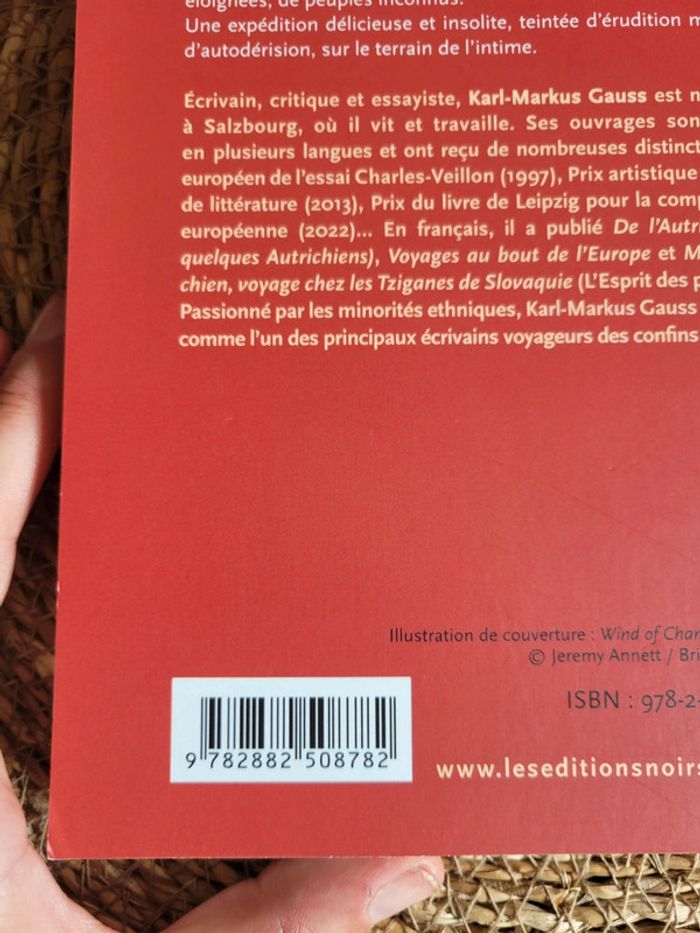 éloignées, de peuples inconnus.
Une expédition délicieuse et insolite, teintée d'érudition
d'autodérision, sur le terrain de l'intime.
Écrivain, critique et essayiste, Karl-Markus Gauss est
à Salzbourg, où il vit et travaille. Ses ouvrages
en plusieurs langues et ont reçu de nombreuses
européen de l'essai Charles-Veillon (1997), Prix artistique
de littérature (2013), Prix du livre de Leipzig pour la
européenne (2022)... En français, il a publié De
quelques Autrichiens), Voyages au bout de l'Europe et
chien, voyage chez les Tziganes de Slovaquie (L'Esprit des
Passionné par les minorités ethniques, Karl-Markus Gauss
comme l'un des principaux écrivains voyageurs des confins
Illustration de couverture : Wind of
© Jeremy Annett /
ISBN : 978-2-
9 782882 508782
www.leseditionsnoirs